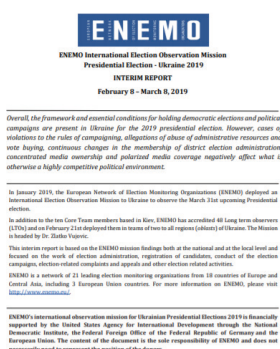 ENEMO
ENEMO International Election Observation Mission
Presidential Election - Ukraine 2019
INTERIM REPORT
February 8 – March 8, 2019
Overall, the framework and essential conditions for holding democratic elections and political
campaigns are present in Ukraine for the 2019 presidential election. However, cases of
violations to the rules of campaigning, allegations of abuse of administrative resources and
vote buying, continuous changes in the membership of district election administration,
concentrated media ownership and polarized media coverage negatively affect what is
otherwise a highly competitive political environment.
In January 2019, the European Network of Election Monitoring Organizations (ENEMO) deployed an
International Election Observation Mission to Ukraine to observe the March 31st upcoming Presidential
election.
In addition to the ten Core Team members based in Kiev, ENEMO has accredited 48 Long term observers
(LTOs) and on February 21st deployed them in teams of two to all regions (oblasts) of Ukraine. The Mission
is headed by Dr. Zlatko Vujovic.
This interim report is based on the ENEMO mission findings both at the national and at the local level and
focused on the work of election administration, registration of candidates, conduct of the election
campaign, election-related complaints and appeals and other election related activities.
ENEMO is a network of 21 leading election monitoring organizations from 18 countries of Europe and
Central Asia, including 3 European Union countries. For more information on ENEMO, please visit
http://www.enemo.eu/
ENEMO's international observation mission for Ukrainian Presidential Elections 2019 is financially
supported by the United States Agency for International Development through the National
Democratic Institute, the Federal Foreign Office of the Federal Republic of Germany and the
European Union. The content of the document is the sole responsibility of ENEMO and does not